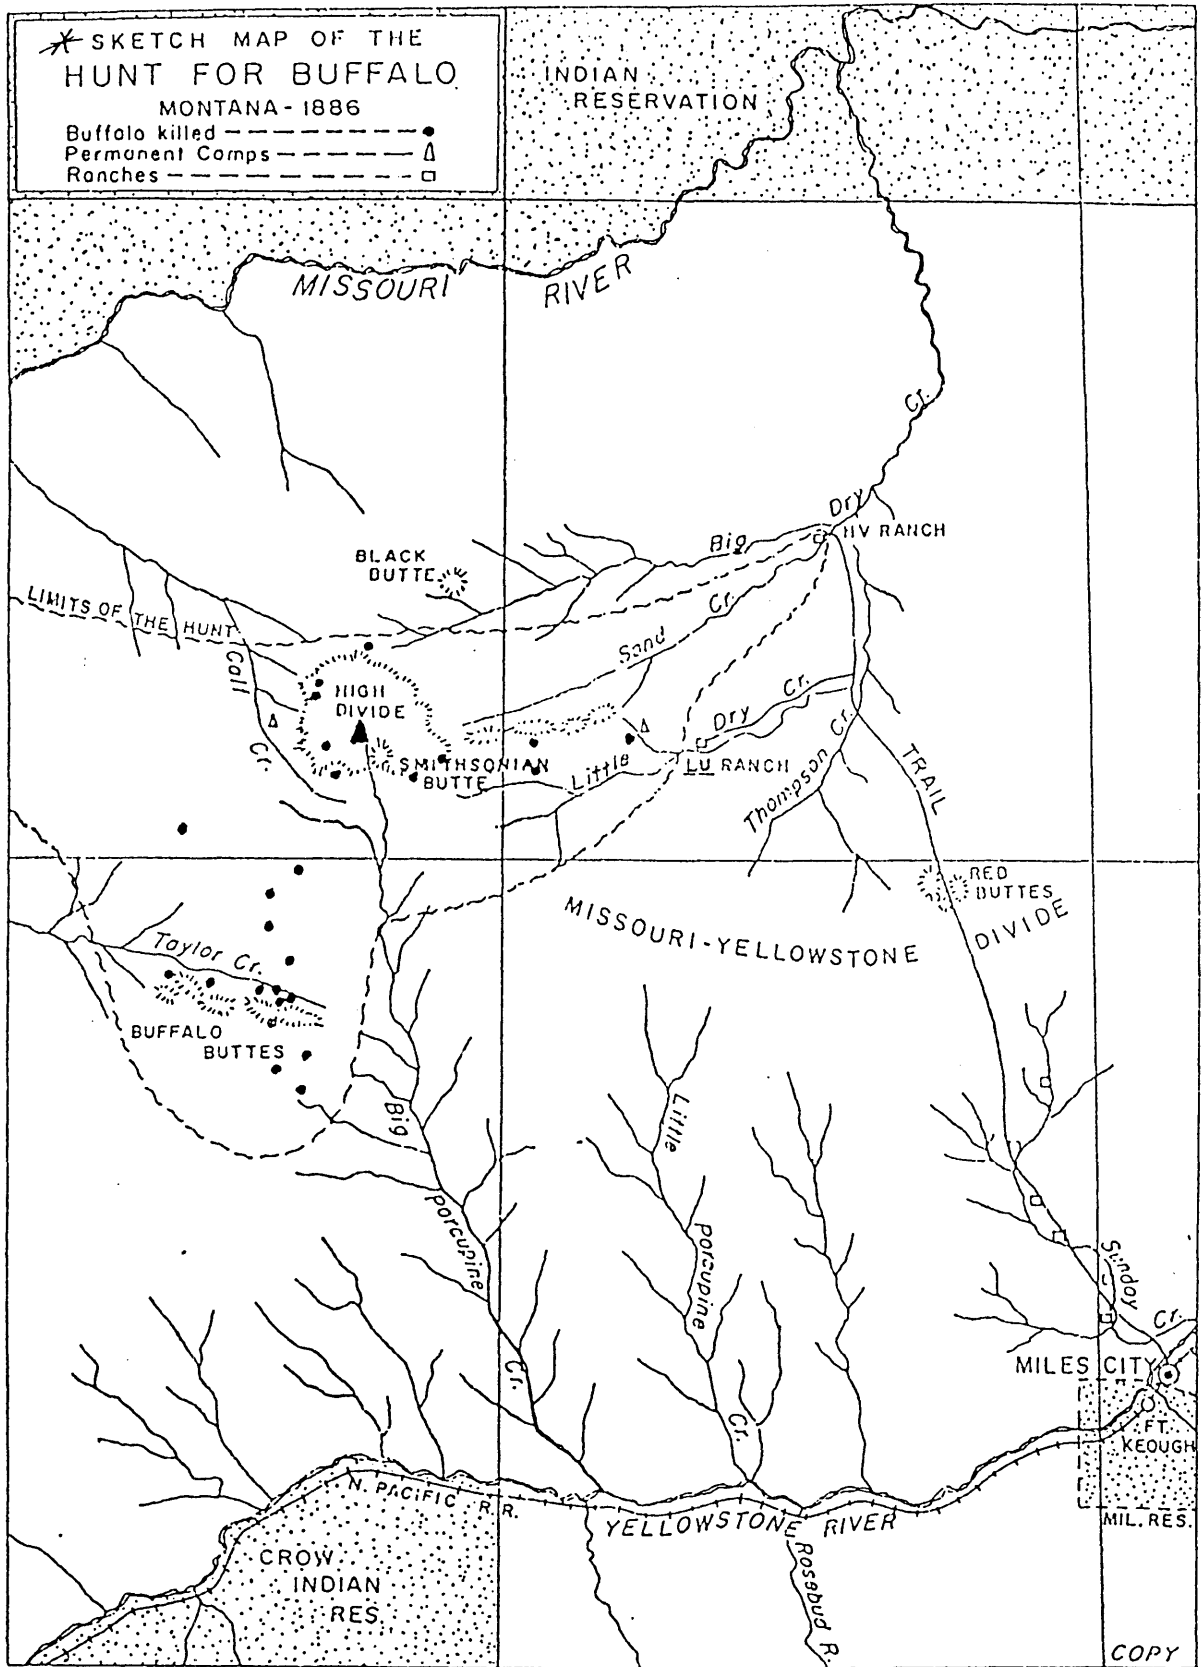 SKETCH MAP OF THE
HUNT FOR BUFFALO
MONTANA - 1886
Buffalo killed
Permanent Camps
Ranches
INDIAN
RESERVATION
MISSOURI RIVER
Cr.
Dry
Big
HV RANCH
BLACK
BUTTE
LIMITS OF THE HUNT
Sand Cr.
Call Cr.
HIGH
DIVIDE
SMITHSONIAN
BUTTE
Dry Cr.
Little
LU RANCH
Thompson Cr.
TRAIL
RED
BUTTES
MISSOURI-YELLOWSTONE DIVIDE
Taylor Cr.
BUFFALO
BUTTES
Big
Porcupine
Cr.
Little
Porcupine
Cr.
Sunday
Cr.
MILES CITY
FT.
KEOUGH
MIL. RES.
N. PACIFIC R.R.
YELLOWSTONE RIVER
CROW
INDIAN
RES.
Rosebud R.
COPY